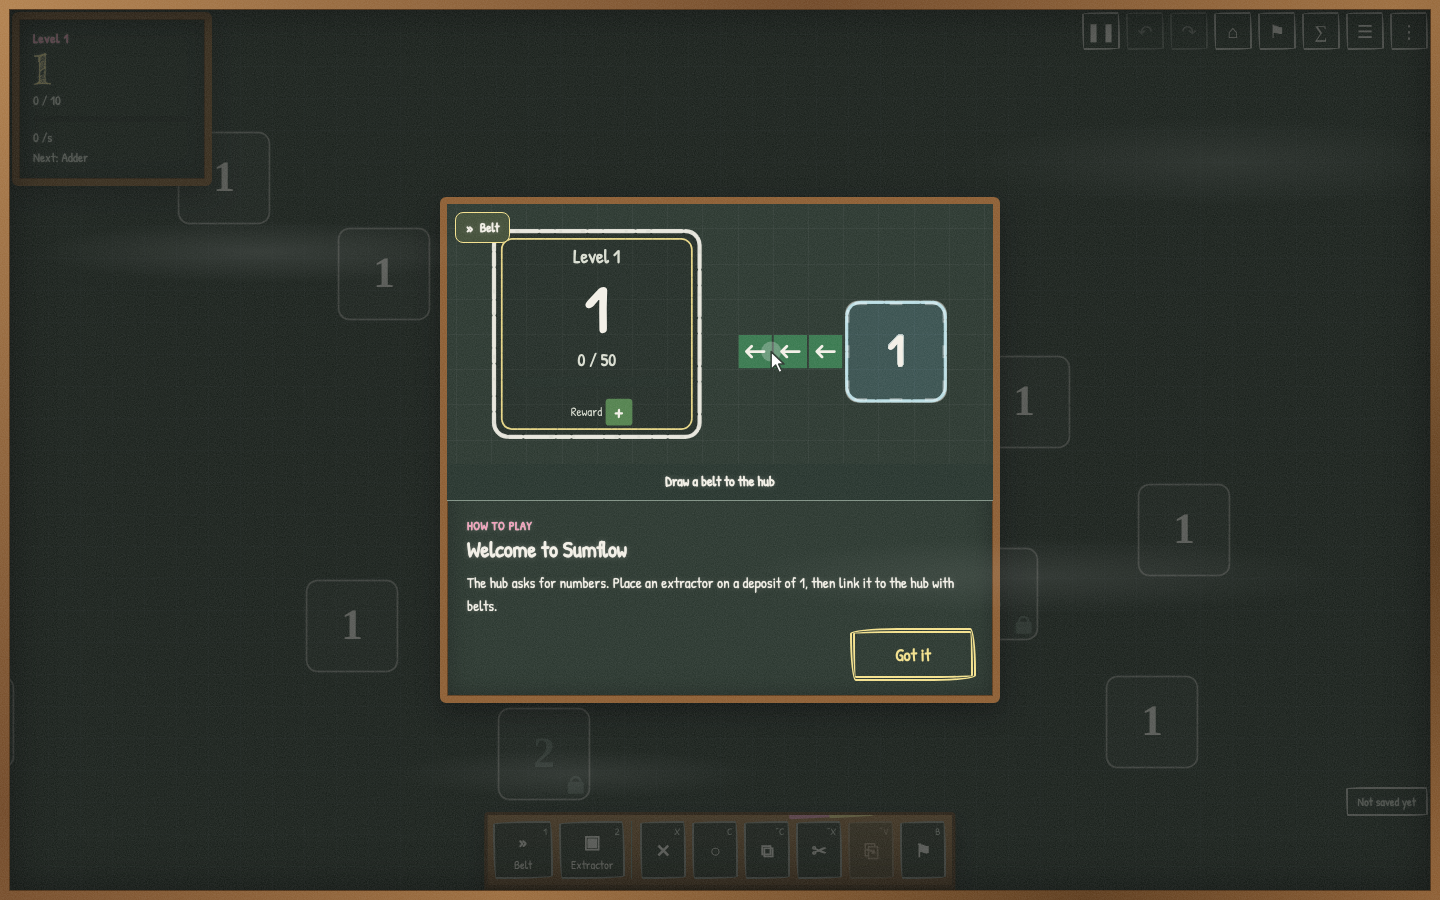 Level 1
1
0 / 10
0 /s
Next: Adder
1
1
» Belt
Level 1
1
0 / 50
Reward +
1
Draw a belt to the hub
HOW TO PLAY
Welcome to Sumflow
The hub asks for numbers. Place an extractor on a deposit of 1, then link it to the hub with
belts.
Got it
1
1
1
2
1
Not saved yet
1
Belt
2
Extractor
X
C
^C
^X
^V
B